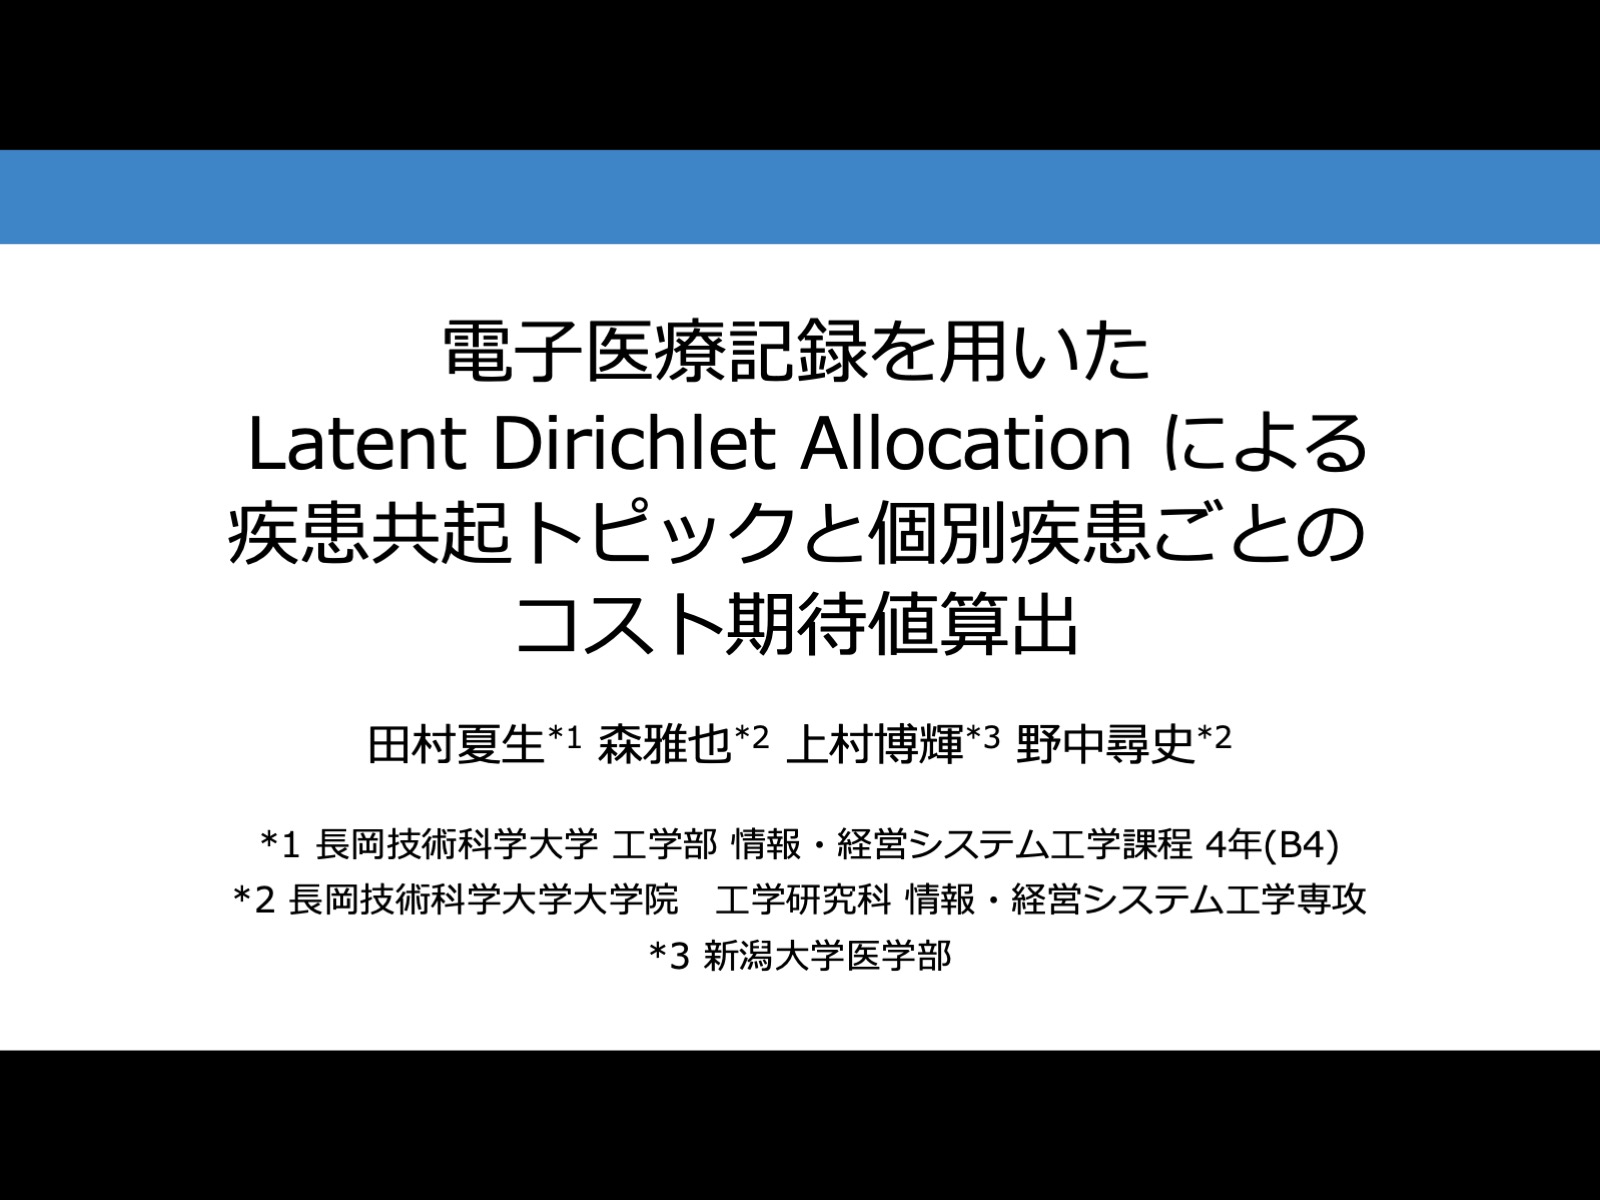 電子医療記録を用いた
Latent Dirichlet Allocation による
疾患共起トピックと個別疾患ごとの
コスト期待値算出
田村夏生*1 森雅也*2 上村博輝*3 野中尋史*2
*1 長岡技術科学大学 工学部 情報・経営システム工学課程 4年(B4)
*2 長岡技術科学大学大学院　工学研究科 情報・経営システム工学専攻
*3 新潟大学医学部